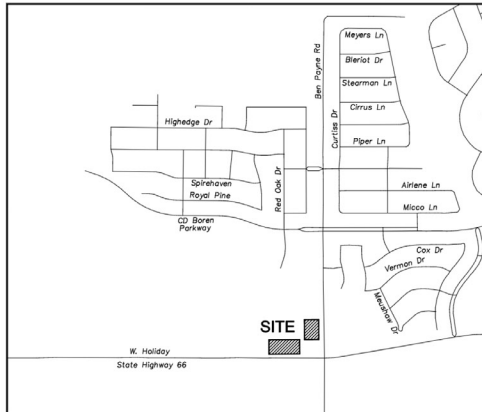 Meyers Ln
Bleriot Dr
Stearman Ln
Cirrus Ln
Piper Ln
Ben Payne Rd
Curtiss Dr
Highedge Dr
Spirehaven
Royal Pine
Red Oak Dr
CD Boren
Parkway
Airlene Ln
Micco Ln
Cox Dr
Vermon Dr
Meushaw Dr
SITE
W. Holiday
State Highway 66